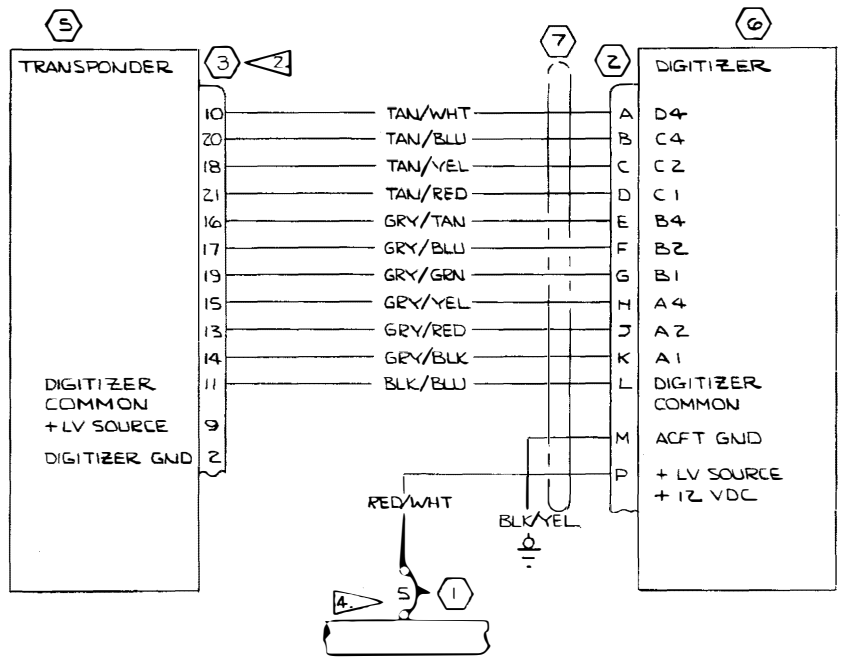 5
6
TRANSPONDER 3 2. 7 2 DIGITIZER
10 TAN/WHT A D4
20 TAN/BLU B C4
18 TAN/YEL C C2
21 TAN/RED D C1
16 GRY/TAN E B4
17 GRY/BLU F B2
19 GRY/GRN G B1
15 GRY/YEL H A4
13 GRY/RED J A2
14 GRY/BLK K A1
DIGITIZER 11 BLK/BLU L DIGITIZER
COMMON COMMON
+LV SOURCE 9
M ACFT GND
DIGITIZER GND 2
P + LV SOURCE
RED/WHT + 12 VDC
BLK/YEL
4. 5 1